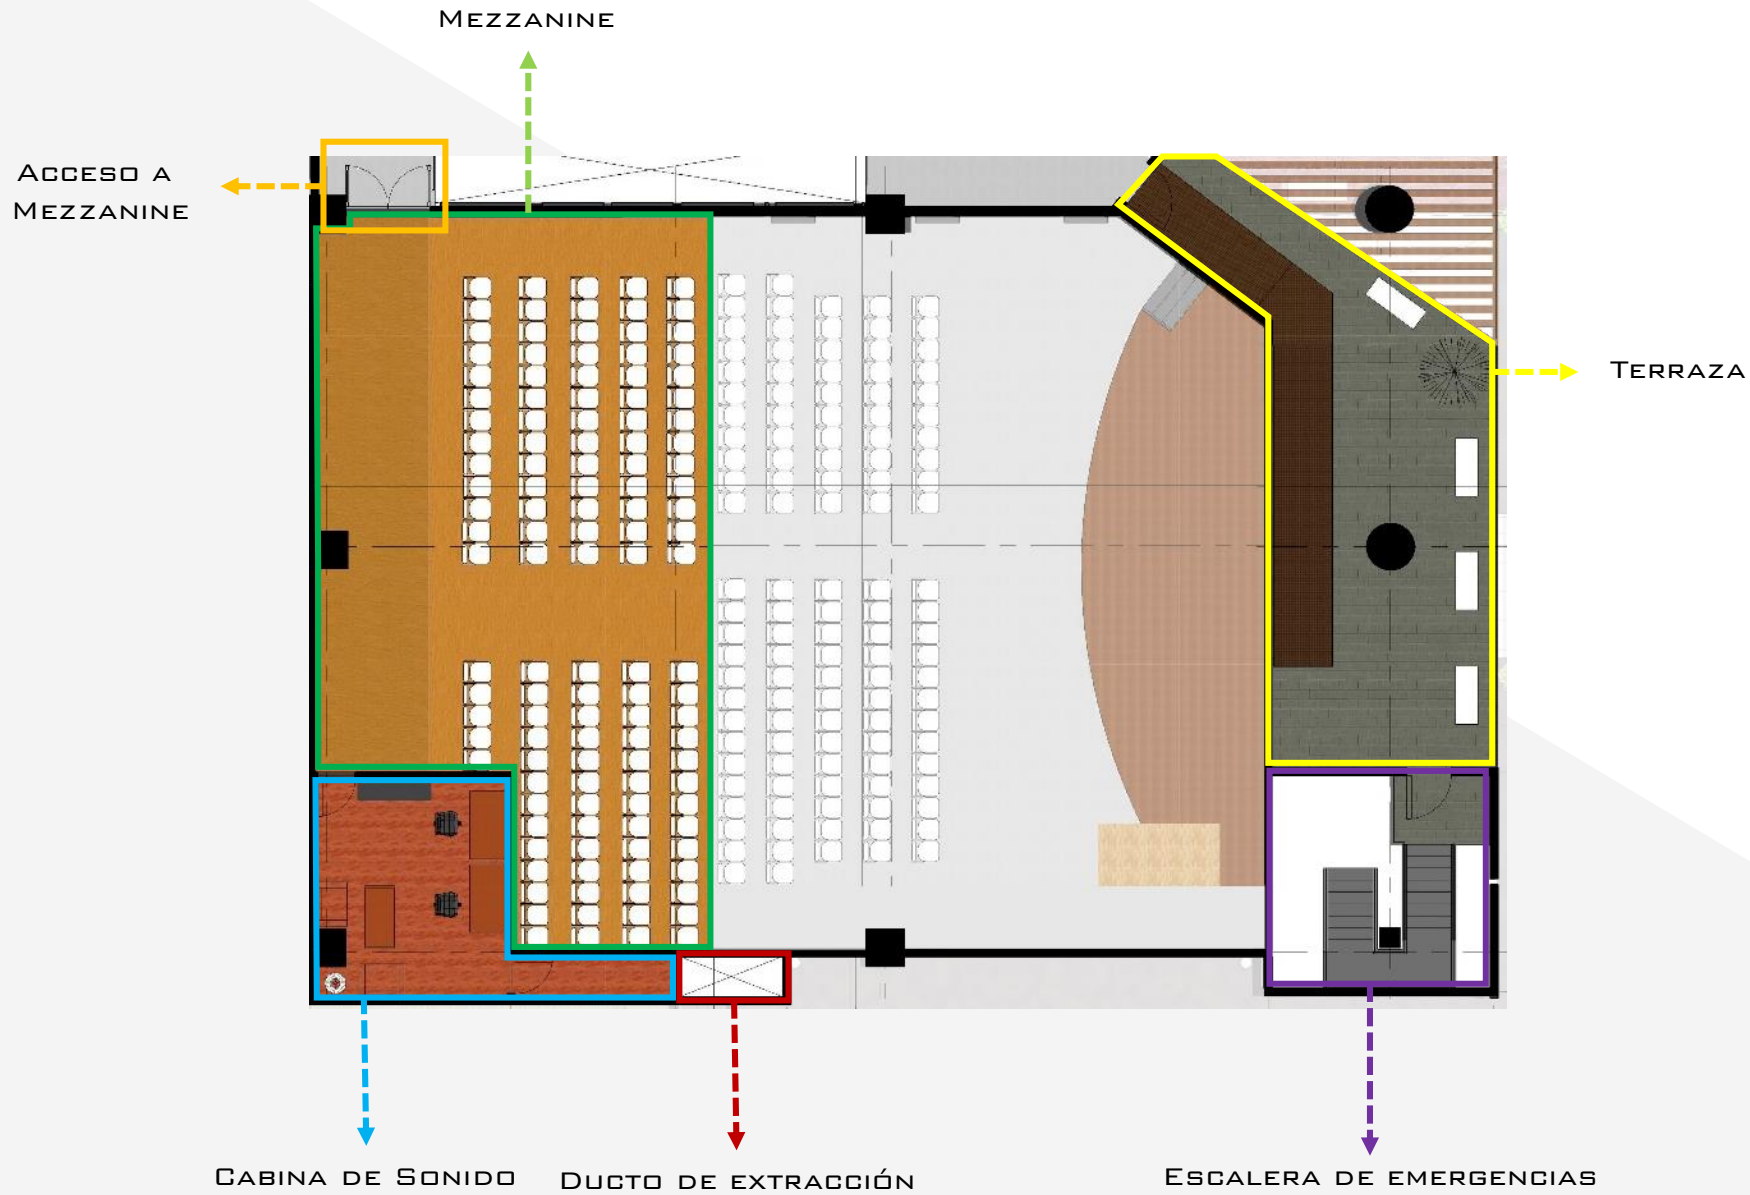 Mezzanine
Acceso a
Mezzanine
Terraza
Cabina de Sonido
Ducto de extracción
Escalera de emergencias